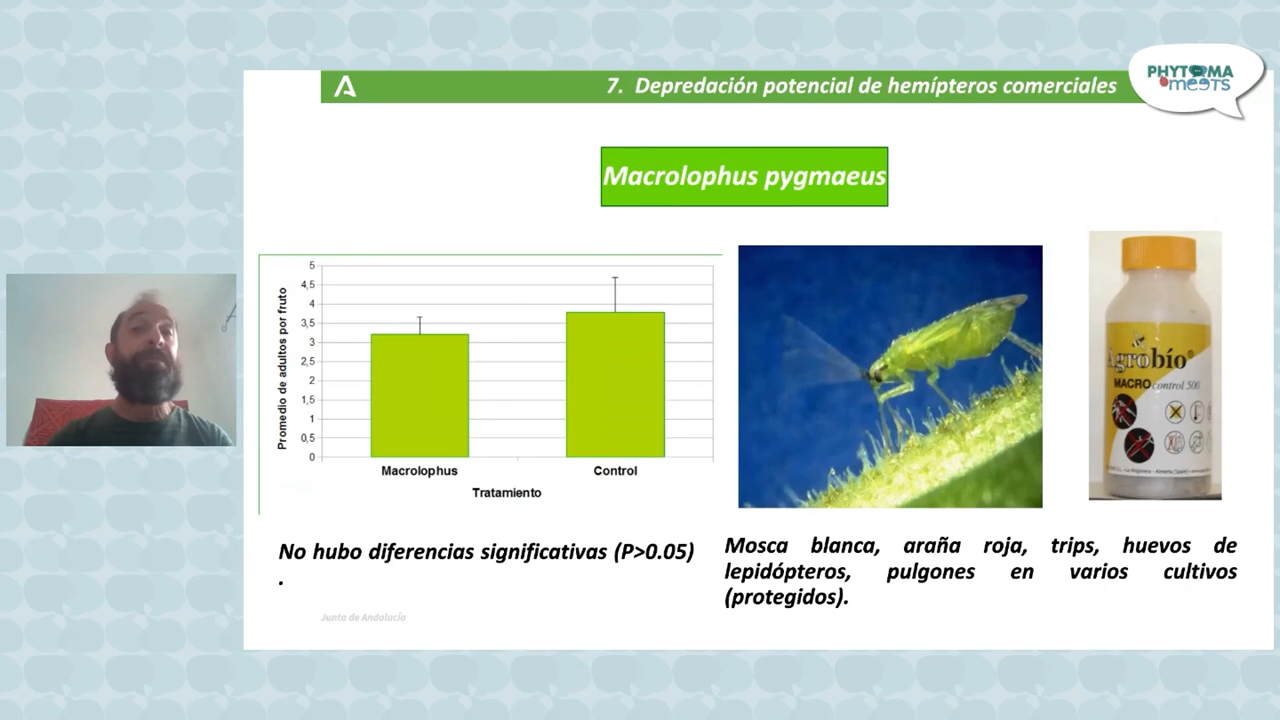 7. Depredación potencial de hemípteros comerciales
PHYTOMA
meets
Macrolophus pygmaeus
Promedio de adultos por fruto
5
4,5
4
3,5
3
2,5
2
1,5
1
0,5
0
Macrolophus
Control
Tratamiento
Agrobío®
MACROcontrol 500
No hubo diferencias significativas (P>0.05)
.
Mosca blanca, araña roja, trips, huevos de
lepidópteros, pulgones en varios cultivos
(protegidos).
Junta de Andalucía